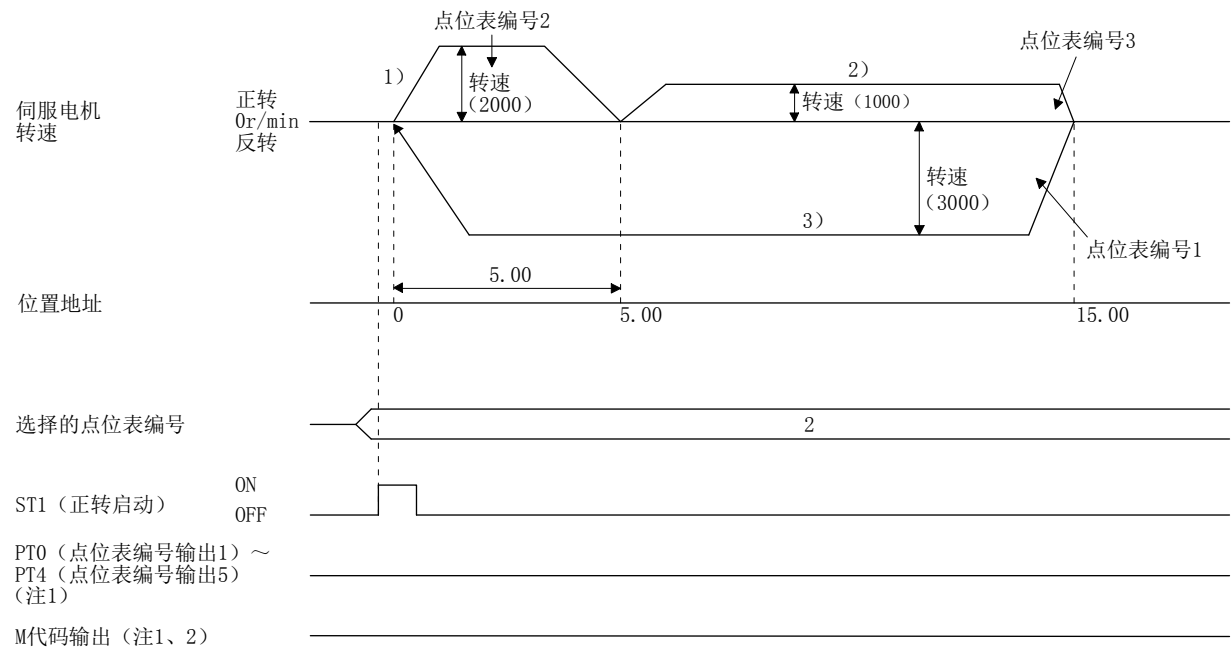 点位表编号2
点位表编号3
1)
转速
(2000)
2)
转速（1000）
伺服电机
转速
正转
0r/min
反转
转速
（3000）
3)
点位表编号1
5.00
位置地址
0
5.00
15.00
选择的点位表编号
2
ST1（正转启动）
ON
OFF
PT0（点位表编号输出1）～
PT4（点位表编号输出5）
（注1）
M代码输出（注1、2）